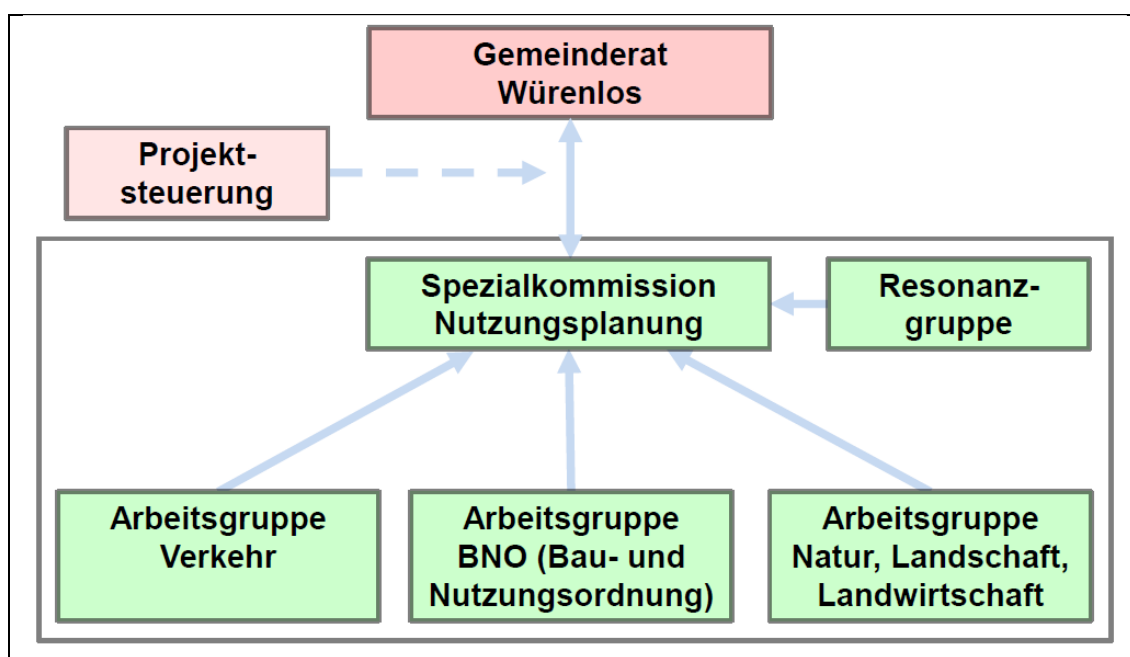 Gemeinderat
Würenlos
Projekt-
steuerung
Spezialkommission
Nutzungsplanung
Resonanz-
gruppe
Arbeitsgruppe
Verkehr
Arbeitsgruppe
BNO (Bau- und
Nutzungsordnung)
Arbeitsgruppe
Natur, Landschaft,
Landwirtschaft